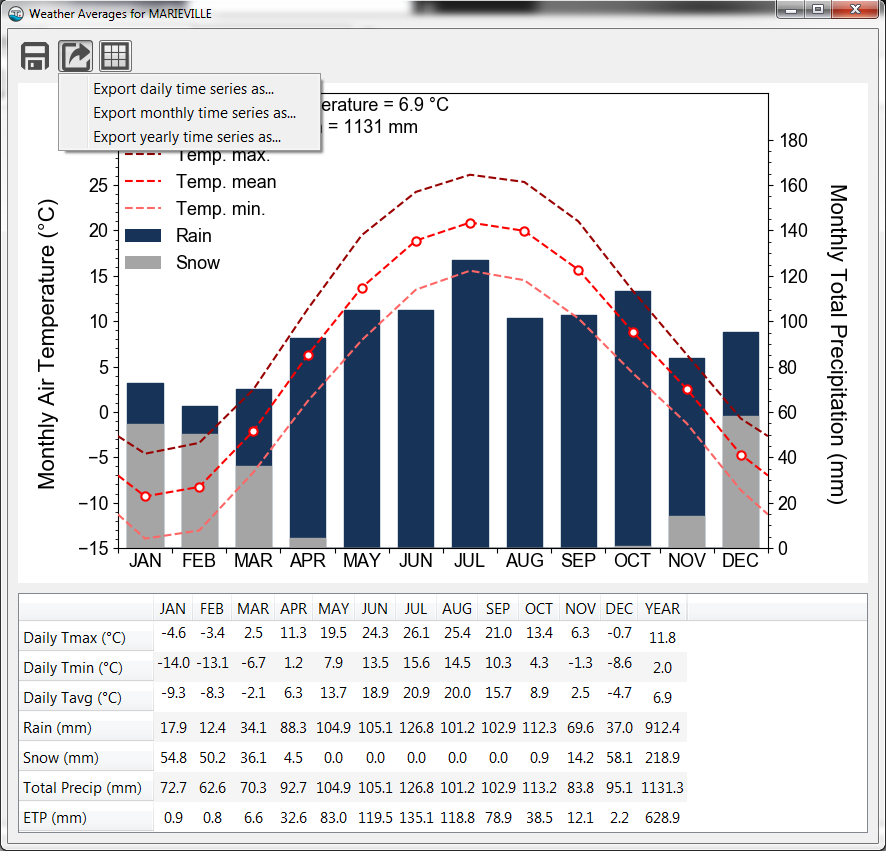 Weather Averages for MARIEVILLE
Export daily time series as...
Export monthly time series as...
Export yearly time series as...
erature = 6.9 °C
= 1131 mm
Temp. max.
Temp. mean
Temp. min.
Rain
Snow
Monthly Air Temperature (°C)
25
20
15
10
5
0
−5
−10
−15
180
160
140
120
100
80
60
40
20
0
Monthly Total Precipitation (mm)
JAN FEB MAR APR MAY JUN JUL AUG SEP OCT NOV DEC
JAN FEB MAR APR MAY JUN JUL AUG SEP OCT NOV DEC YEAR
Daily Tmax (°C) -4.6 -3.4 2.5 11.3 19.5 24.3 26.1 25.4 21.0 13.4 6.3 -0.7 11.8
Daily Tmin (°C) -14.0 -13.1 -6.7 1.2 7.9 13.5 15.6 14.5 10.3 4.3 -1.3 -8.6 2.0
Daily Tavg (°C) -9.3 -8.3 -2.1 6.3 13.7 18.9 20.9 20.0 15.7 8.9 2.5 -4.7 6.9
Rain (mm) 17.9 12.4 34.1 88.3 104.9 105.1 126.8 101.2 102.9 112.3 69.6 37.0 912.4
Snow (mm) 54.8 50.2 36.1 4.5 0.0 0.0 0.0 0.0 0.0 0.9 14.2 58.1 218.9
Total Precip (mm) 72.7 62.6 70.3 92.7 104.9 105.1 126.8 101.2 102.9 113.2 83.8 95.1 1131.3
ETP (mm) 0.9 0.8 6.6 32.6 83.0 119.5 135.1 118.8 78.9 38.5 12.1 2.2 628.9